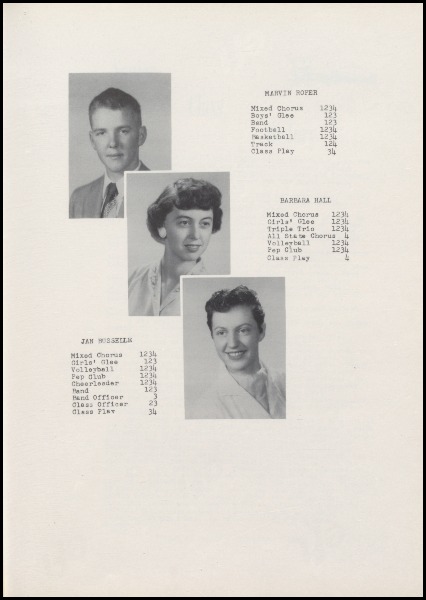 MARVIN ROPER
Mixed Chorus 1234
Boys' Glee 123
Band 123
Football 1234
Basketball 1234
Track 124
Class Play 34
BARBARA HALL
Mixed Chorus 1234
Girls' Glee 1234
Triple Trio 1234
All State Chorus 4
Volleyball 1234
Pep Club 1234
Class Play 4
JAN RUSSELLE
Mixed Chorus 1234
Girls' Glee 123
Volleyball 1234
Pep Club 1234
Cheerleader 1234
Band 123
Band Officer 3
Class Officer 23
Class Play 34